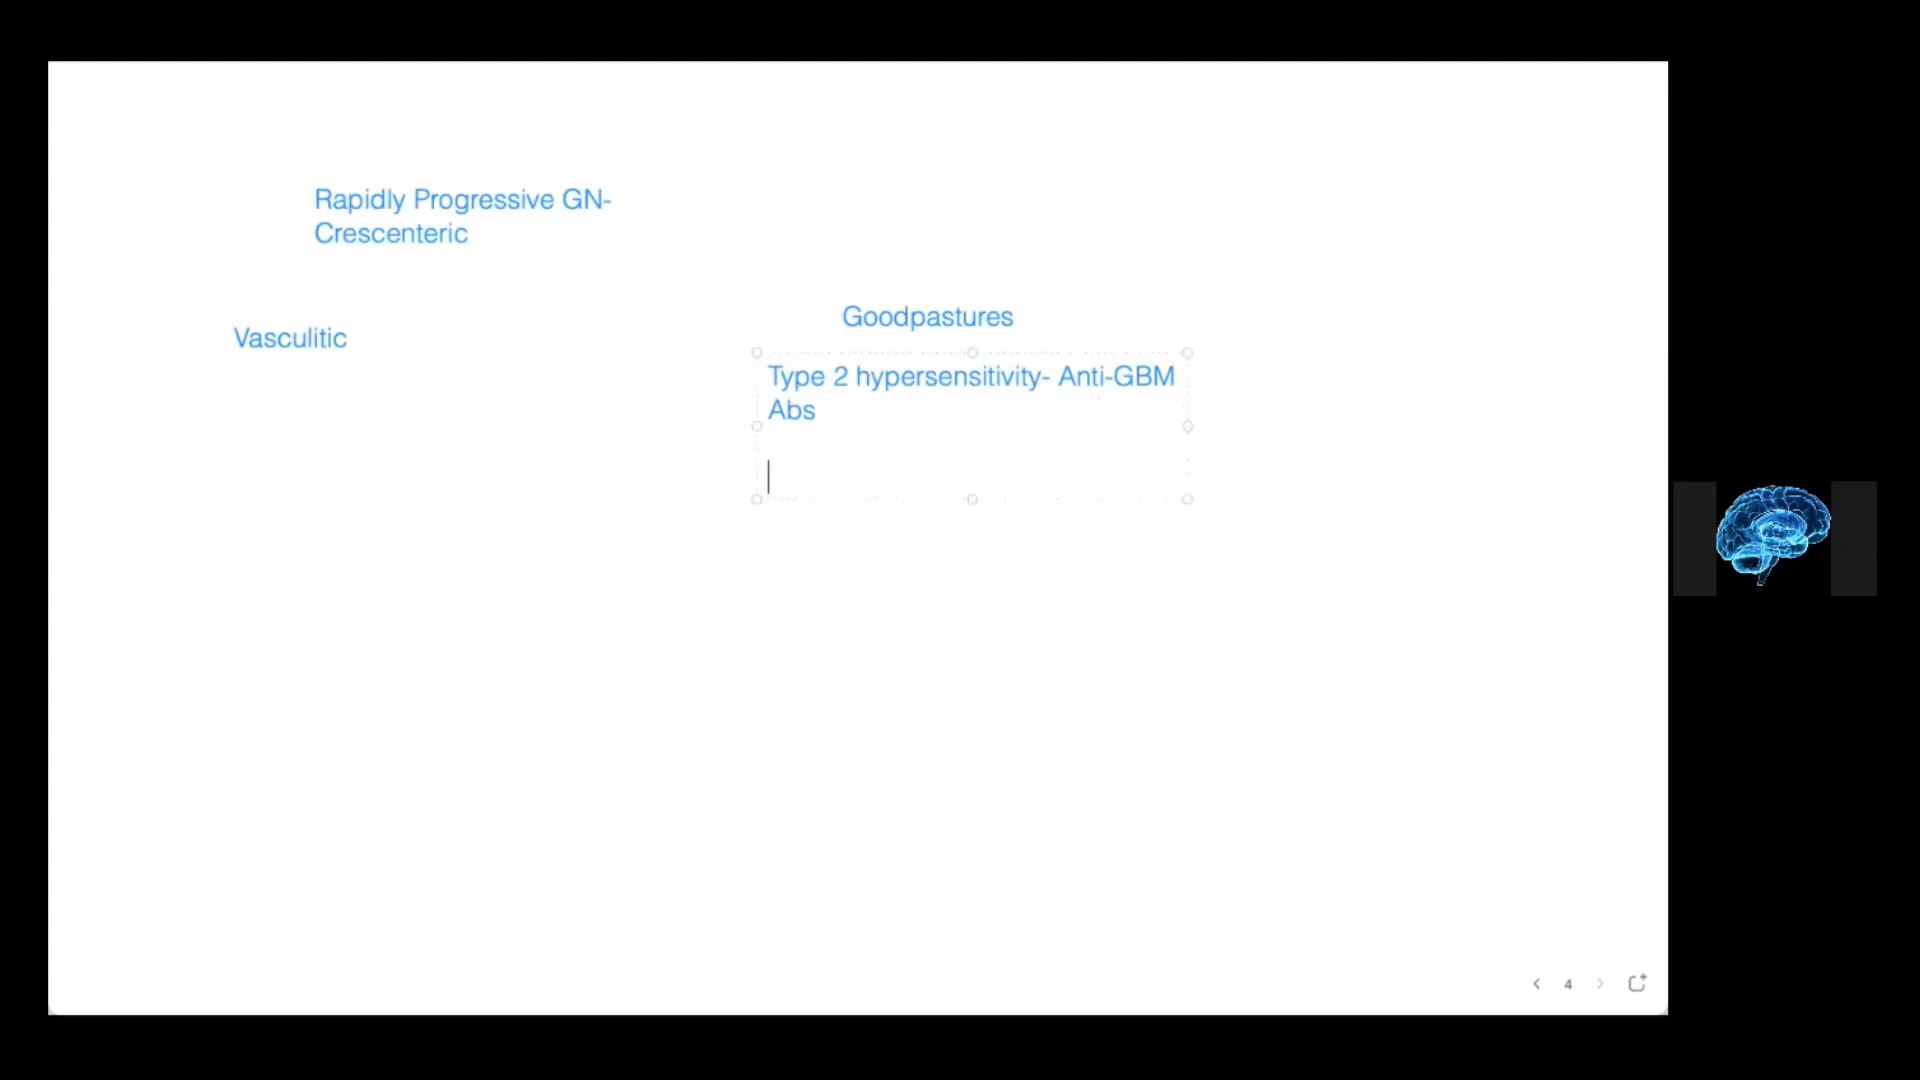 Rapidly Progressive GN-
Crescenteric
Goodpastures
Vasculitic
Type 2 hypersensitivity- Anti-GBM
Abs
4